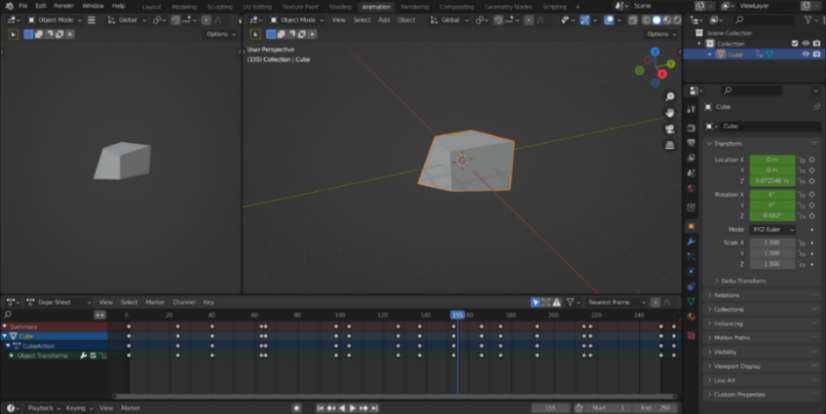 File Edit Render Window Help Layout Modeling Sculpting UV Editing Texture Paint Shading Animation Rendering Compositing Geometry Nodes Scripting Scene ViewLayer
Object Mode Global Object Mode View Select Add Object Global
Options Options
User Perspective
(155) Collection | Cube
Scene Collection
Collection
Cube
Cube
Cube
Transform
Location X 0 m
Y 0 m
Z
Rotation X 0°
Y 0°
Z
Mode XYZ Euler
Scale X 1.000
Y 1.000
Z 1.000
Delta Transform
Relations
Collections
Instancing
Motion Paths
Visibility
Viewport Display
Line Art
Custom Properties
Dope Sheet View Select Marker Channel Key Nearest Frame
0 20 40 60 80 100 120 140 155 180 200 220 240
Summary
Cube
CubeAction
Object Transforms
Playback Keying View Marker 155 Start 1 End 250